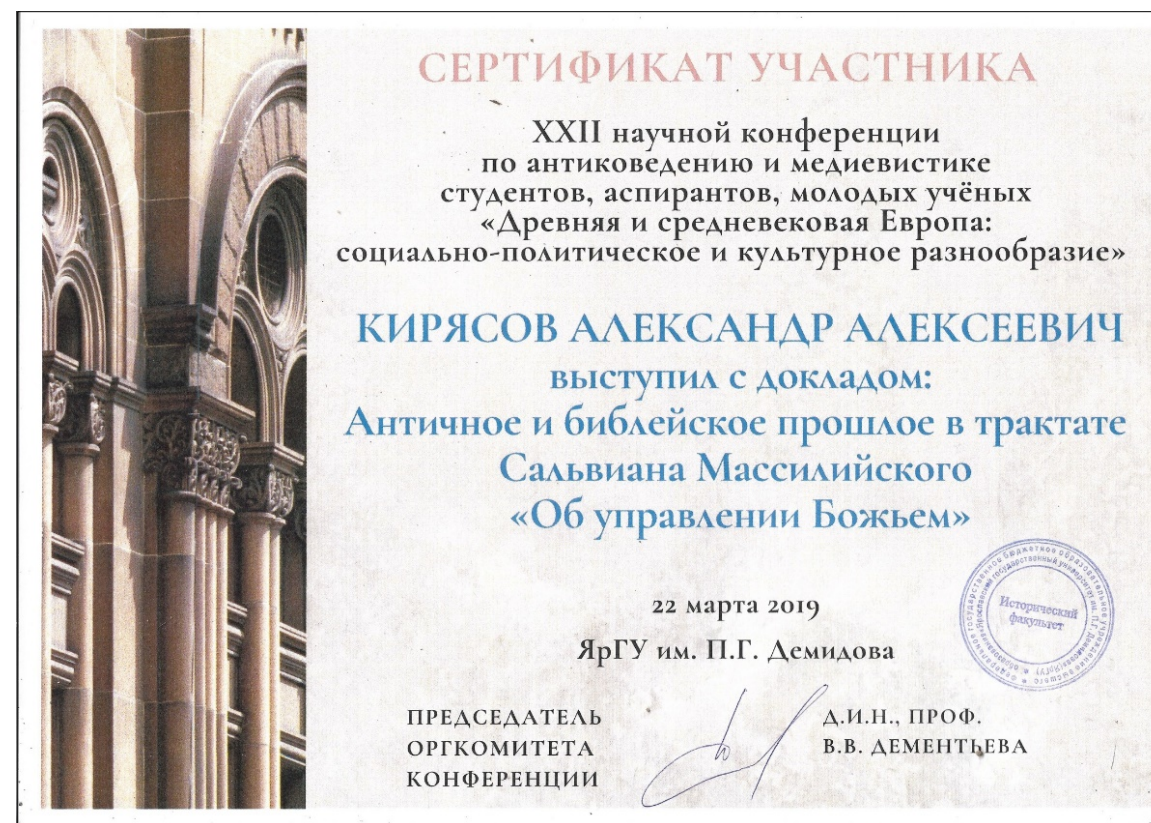 СЕРТИФИКАТ УЧАСТНИКА
XXII научной конференции
по антиковедению и медиевистике
студентов, аспирантов, молодых учёных
«Древняя и средневековая Европа:
социально-политическое и культурное разнообразие»
КИРЯСОВ АЛЕКСАНДР АЛЕКСЕЕВИЧ
выступил с докладом:
Античное и библейское прошлое в трактате
Сальвиана Массилийского
«Об управлении Божьем»
22 марта 2019
ЯрГУ им. П.Г. Демидова
Исторический
факультет
ПРЕДСЕДАТЕЛЬ
ОРГКОМИТЕТА
КОНФЕРЕНЦИИ
Д.И.Н., ПРОФ.
В.В. ДЕМЕНТЬЕВА